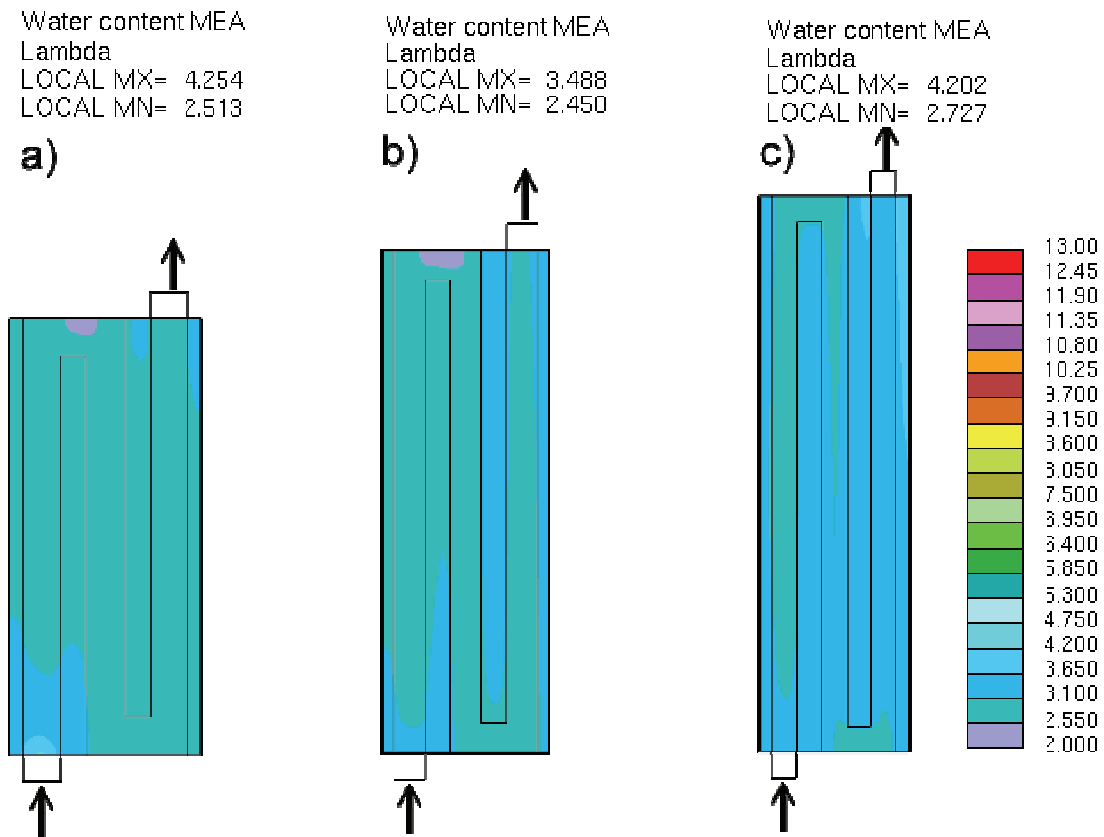 Water content MEA
Lambda
LOCAL MX= 4.254
LOCAL MN= 2.513
a)
Water content MEA
Lambda
LOCAL MX= 3.488
LOCAL MN= 2.450
b)
Water content MEA
Lambda
LOCAL MX= 4.202
LOCAL MN= 2.727
c)
13.00
12.45
11.90
11.35
10.80
10.25
9.700
9.150
8.600
8.050
7.500
6.950
6.400
5.850
5.300
4.750
4.200
3.650
3.100
2.550
2.000